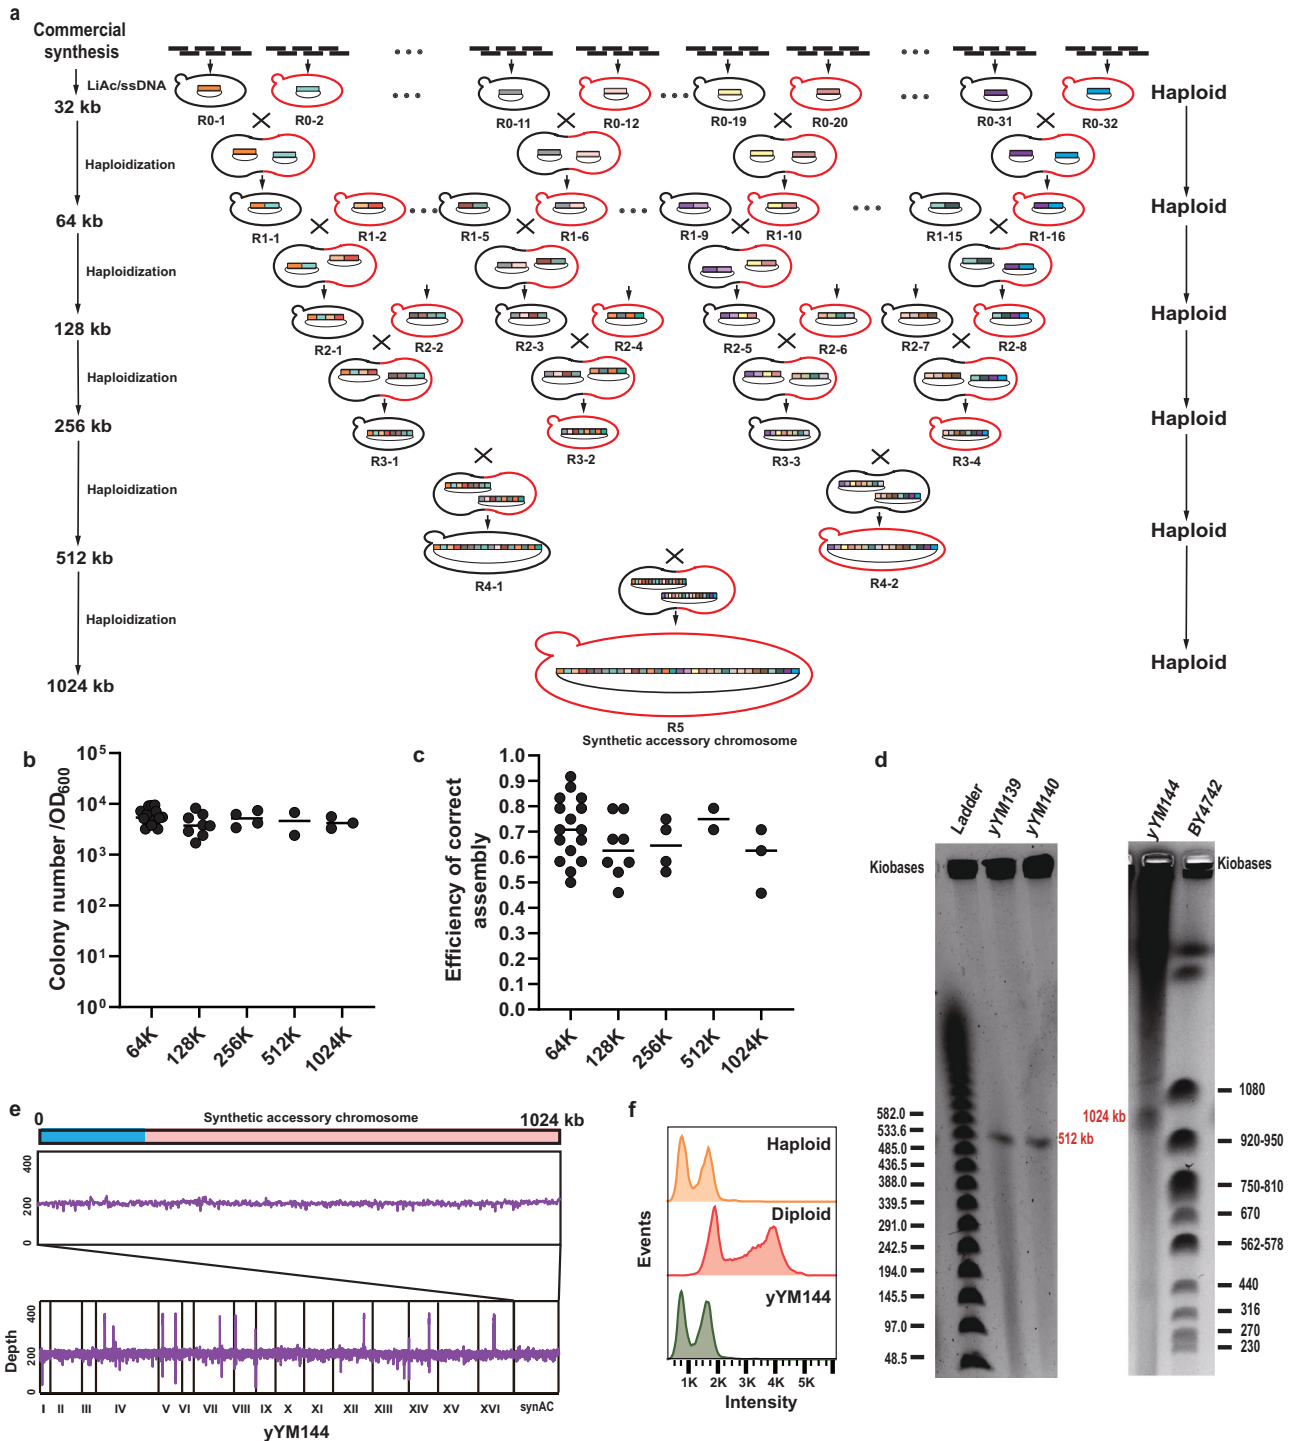 a
Commercial
synthesis
LiAc/ssDNA
32 kb
R0-1
R0-2
R0-11
R0-12
R0-19
R0-20
R0-31
R0-32
Haploid
Haploidization
64 kb
R1-1
R1-2
R1-5
R1-6
R1-9
R1-10
R1-15
R1-16
Haploid
Haploidization
128 kb
R2-1
R2-2
R2-3
R2-4
R2-5
R2-6
R2-7
R2-8
Haploid
Haploidization
256 kb
R3-1
R3-2
R3-3
R3-4
Haploid
Haploidization
512 kb
R4-1
R4-2
Haploid
Haploidization
1024 kb
R5
Synthetic accessory chromosome
Haploid
b
Colony number /OD600
10^5
10^4
10^3
10^2
10^1
10^0
64K
128K
256K
512K
1024K
c
Efficiency of correct
assembly
1.0
0.9
0.8
0.7
0.6
0.5
0.4
0.3
0.2
0.1
0.0
64K
128K
256K
512K
1024K
d
Ladder
yYM139
yYM140
yYM144
BY4742
Kiobases
Kiobases
582.0
533.6
485.0
436.5
388.0
339.5
291.0
242.5
194.0
145.5
97.0
48.5
512 kb
1024 kb
1080
920-950
750-810
670
562-578
440
316
270
230
e
0
Synthetic accessory chromosome
1024 kb
400
200
0
Depth
400
200
0
I II III IV V VI VII VIII IX X XI XII XIII XIV XV XVI synAC
yYM144
f
Events
Haploid
Diploid
yYM144
1K 2K 3K 4K 5K
Intensity